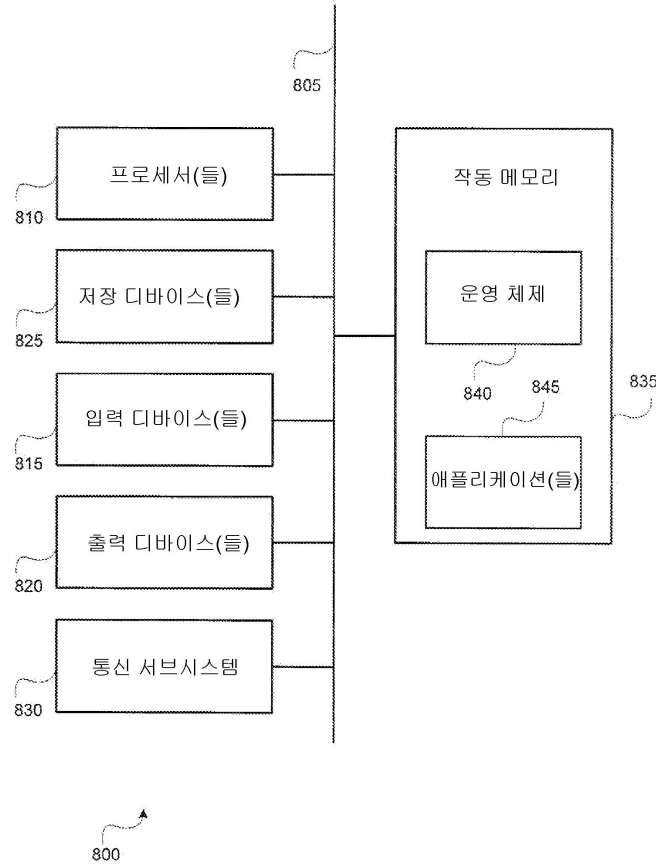 805
프로세서(들)
810
저장 디바이스(들)
825
입력 디바이스(들)
815
출력 디바이스(들)
820
통신 서브시스템
830
작동 메모리
운영 체제
840
845
835
애플리케이션(들)
800